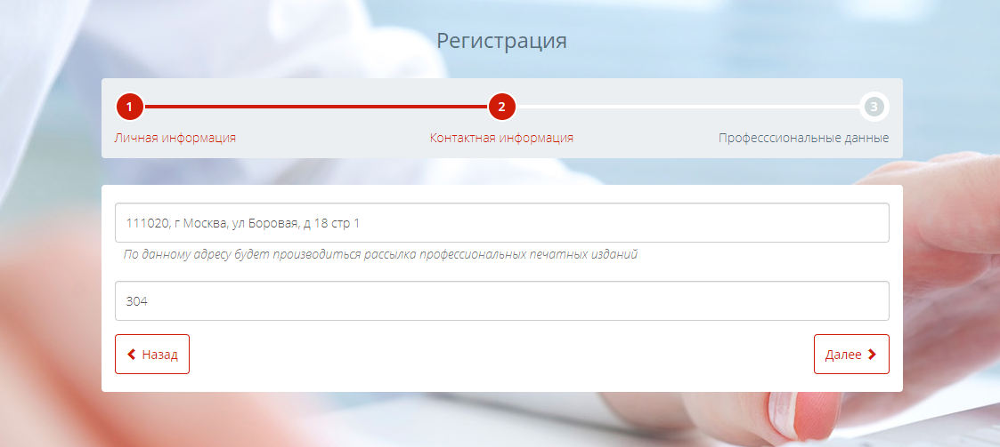 Регистрация
1 2 3
Личная информация Контактная информация Професссиональные данные
111020, г Москва, ул Боровая, д 18 стр 1
По данному адресу будет производиться рассылка профессиональных печатных изданий
304
Назад Далее